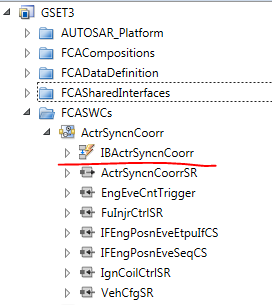 GSET3
AUTOSAR_Platform
FCACompositions
FCADataDefinition
FCASharedInterfaces
FCASWCs
ActrSyncnCoorr
IBActrSyncnCoorr
ActrSyncnCoorrSR
EngEveCntTrigger
FuInjrCtrlSR
IFEngPosnEveEtpuIfCS
IFEngPosnEveSeqCS
IgnCoilCtrlSR
VehCfgSR